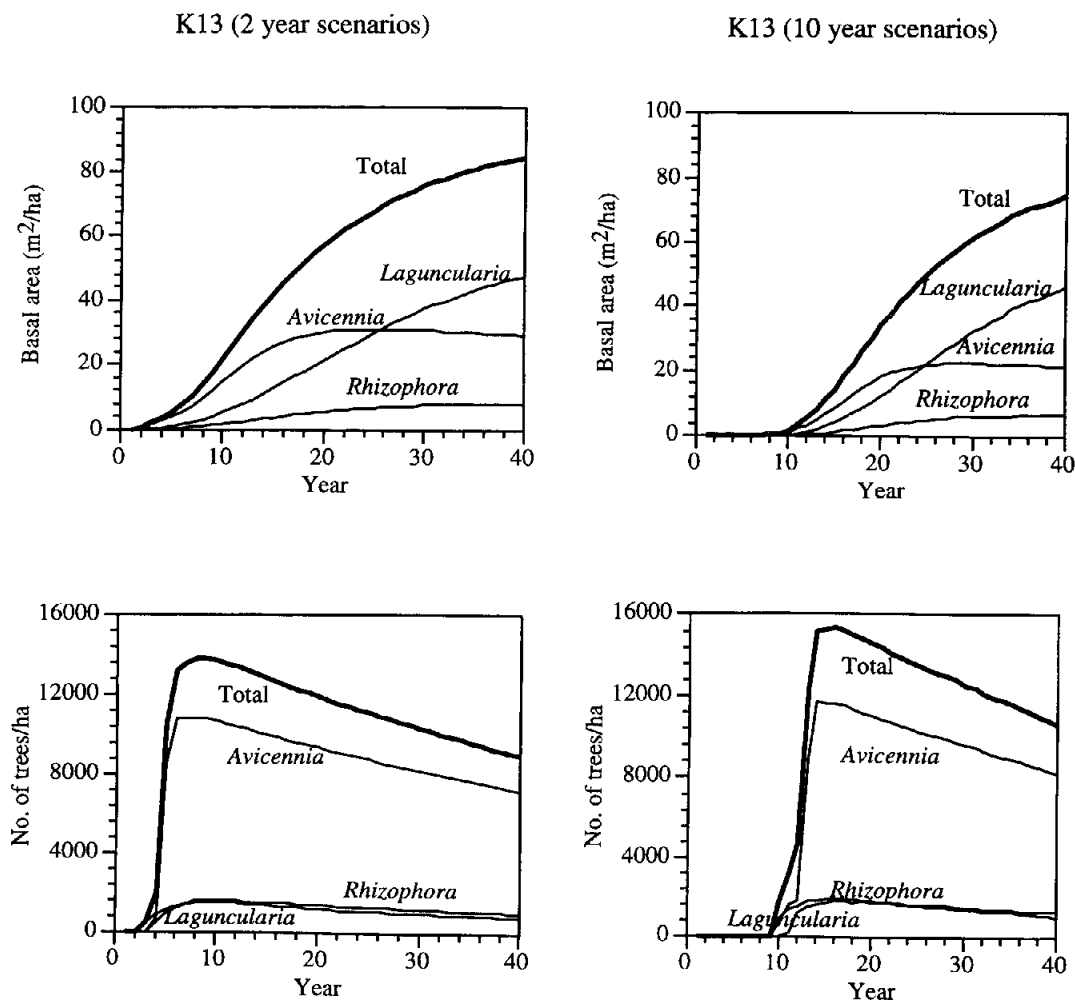 K13 (2 year scenarios)
K13 (10 year scenarios)
100
80
60
40
20
0
Basal area (m2/ha)
Total
Laguncularia
Avicennia
Rhizophora
0
10
20
30
40
Year
100
80
60
40
20
0
Basal area (m2/ha)
Total
Laguncularia
Avicennia
Rhizophora
0
10
20
30
40
Year
16000
12000
8000
4000
0
No. of trees/ha
Total
Avicennia
Rhizophora
Laguncularia
0
10
20
30
40
Year
16000
12000
8000
4000
0
No. of trees/ha
Total
Avicennia
Rhizophora
Laguncularia
0
10
20
30
40
Year